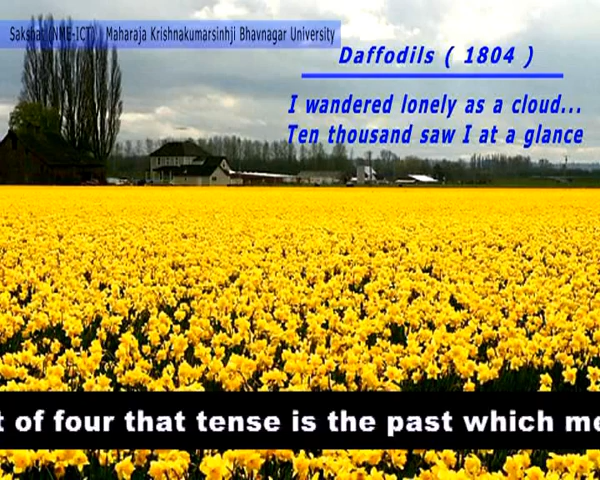 Sakshat (NME-ICT) Maharaja Krishnakumarsinhji Bhavnagar University
Daffodils ( 1804 )
I wandered lonely as a cloud...
Ten thousand saw I at a glance
of four that tense is the past which